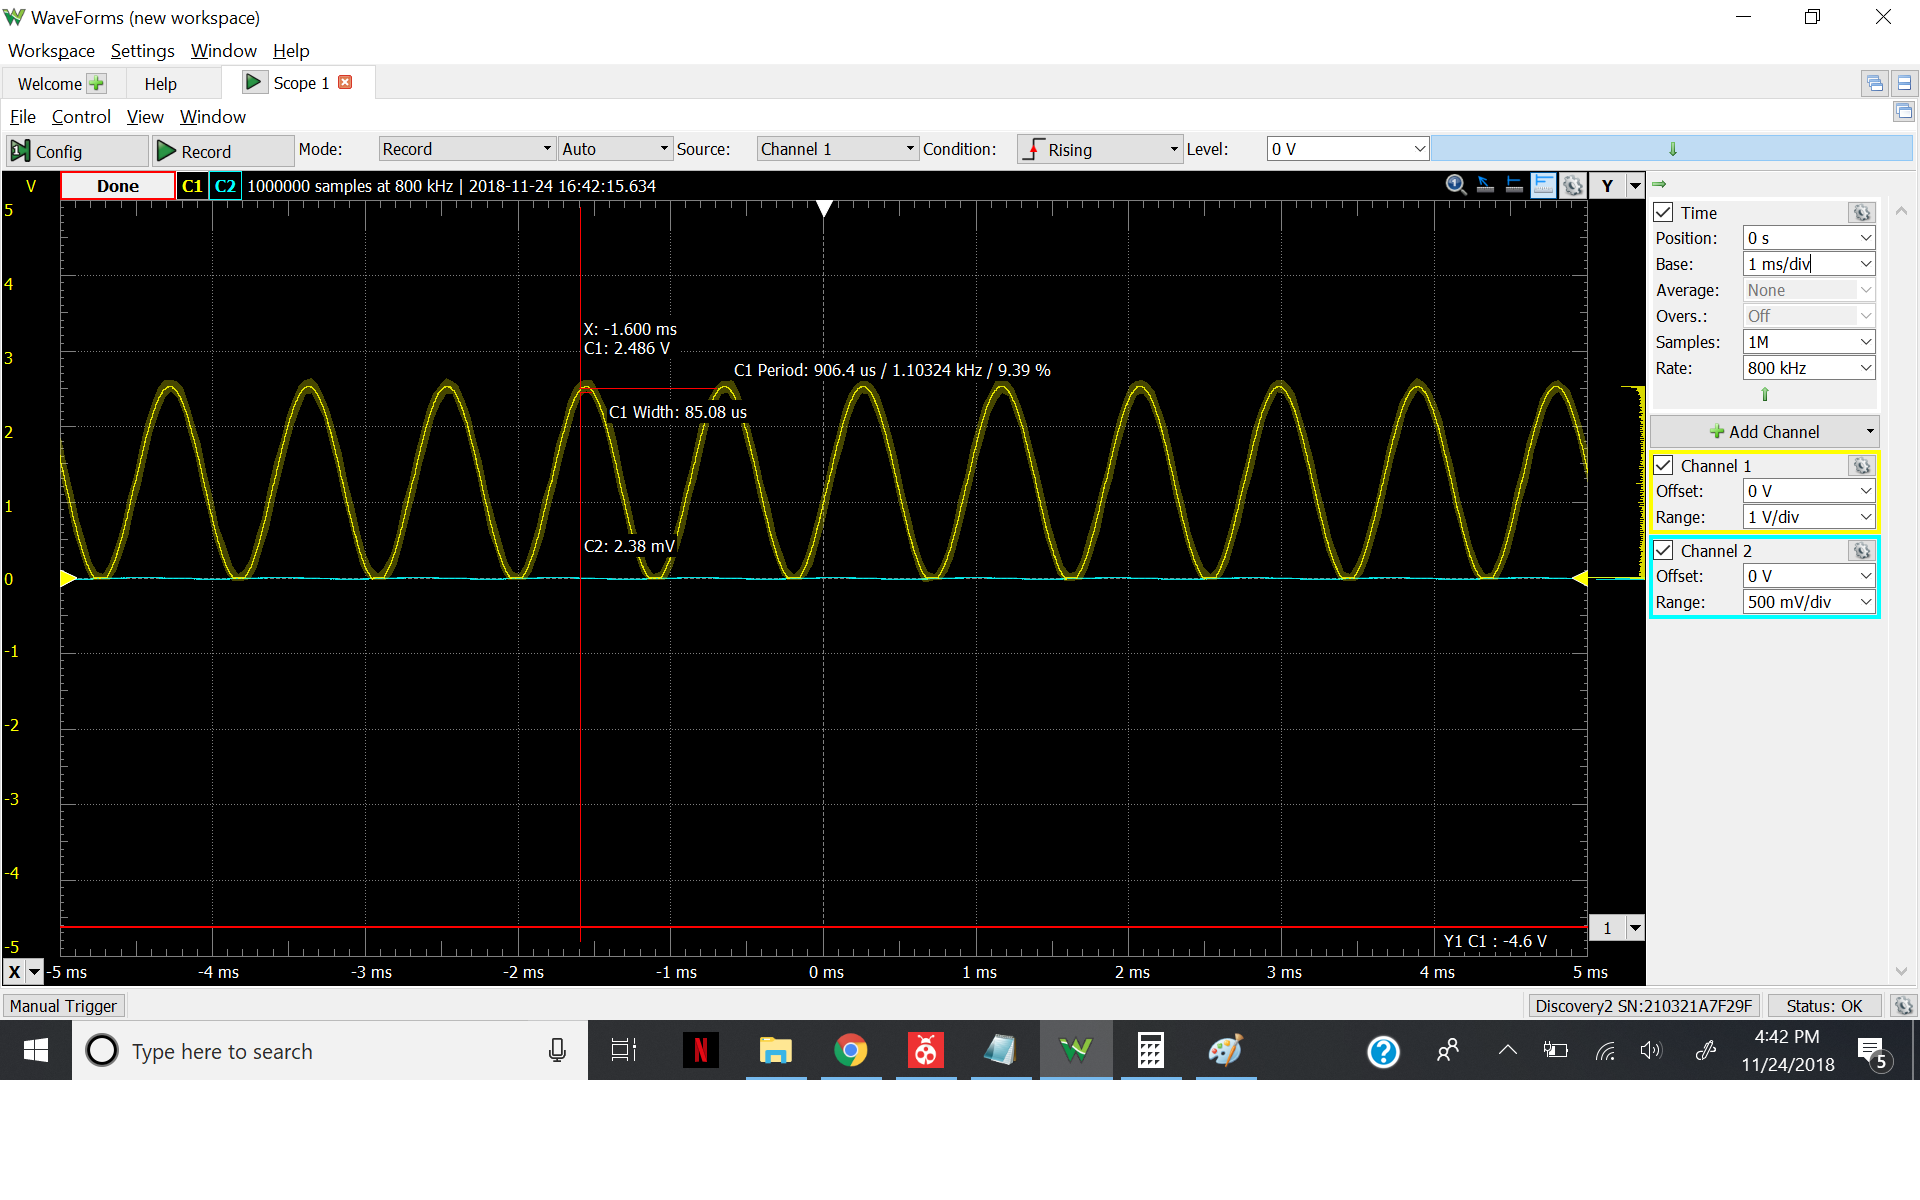 WaveForms (new workspace)
Workspace Settings Window Help
Welcome Help Scope 1
File Control View Window
Config Record Mode: Record Auto Source: Channel 1 Condition: Rising Level: 0 V
V Done C1 C2 1000000 samples at 800 kHz | 2018-11-24 16:42:15.634 Y
Time
Position: 0 s
Base: 1 ms/div
Average: None
Overs.: Off
Samples: 1M
Rate: 800 kHz
Add Channel
Channel 1
Offset: 0 V
Range: 1 V/div
Channel 2
Offset: 0 V
Range: 500 mV/div
5
4
3
2
1
0
-1
-2
-3
-4
-5
X: -1.600 ms
C1: 2.486 V
C1 Period: 906.4 us / 1.10324 kHz / 9.39 %
C1 Width: 85.08 us
C2: 2.38 mV
1
Y1 C1 : -4.6 V
X -5 ms -4 ms -3 ms -2 ms -1 ms 0 ms 1 ms 2 ms 3 ms 4 ms 5 ms
Manual Trigger Discovery2 SN:210321A7F29F Status: OK
Type here to search
N
4:42 PM
11/24/2018
5